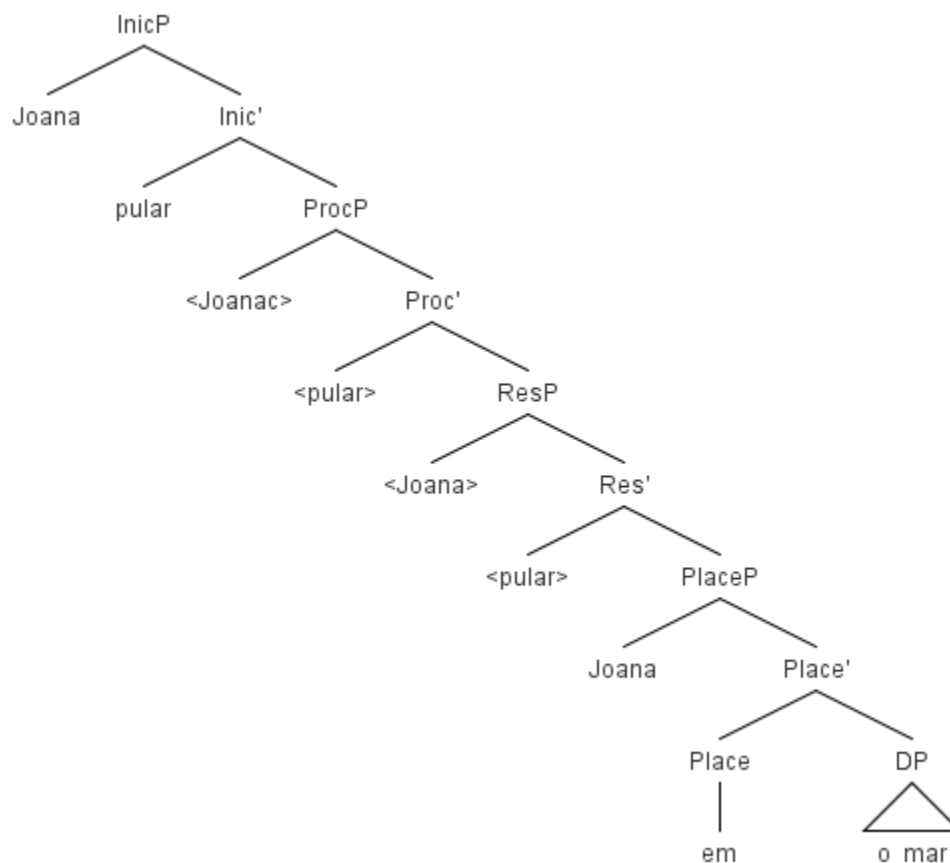 InicP
Joana Inic'
pular ProcP
<Joanac> Proc'
<pular> ResP
<Joana> Res'
<pular> PlaceP
Joana Place'
Place DP
em o mar